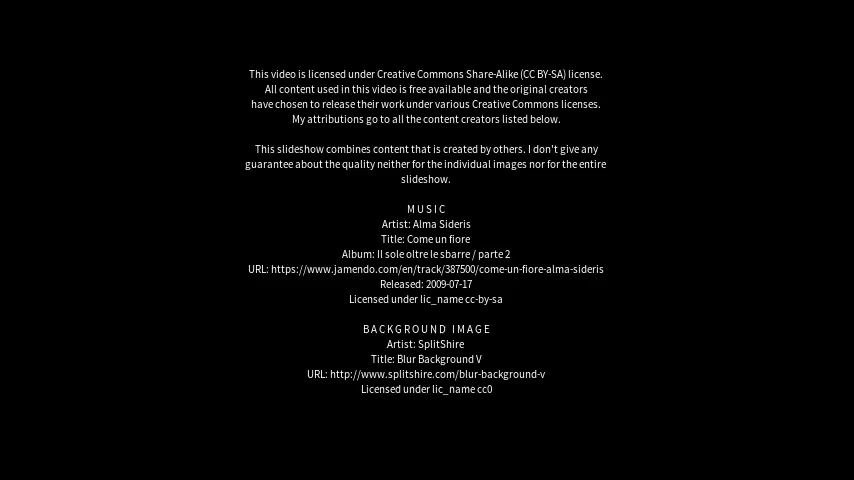 This video is licensed under Creative Commons Share-Alike (CC BY-SA) license.
All content used in this video is free available and the original creators
have chosen to release their work under various Creative Commons licenses.
My attributions go to all the content creators listed below.
This slideshow combines content that is created by others. I don't give any
guarantee about the quality neither for the individual images nor for the entire
slideshow.
MUSIC
Artist: Alma Sideris
Title: Come un fiore
Album: Il sole oltre le sbarre / parte 2
URL: https://www.jamendo.com/en/track/387500/come-un-fiore-alma-sideris
Released: 2009-07-17
Licensed under lic_name cc-by-sa
BACKGROUND IMAGE
Artist: SplitShire
Title: Blur Background V
URL: http://www.splitshire.com/blur-background-v
Licensed under lic_name cc0